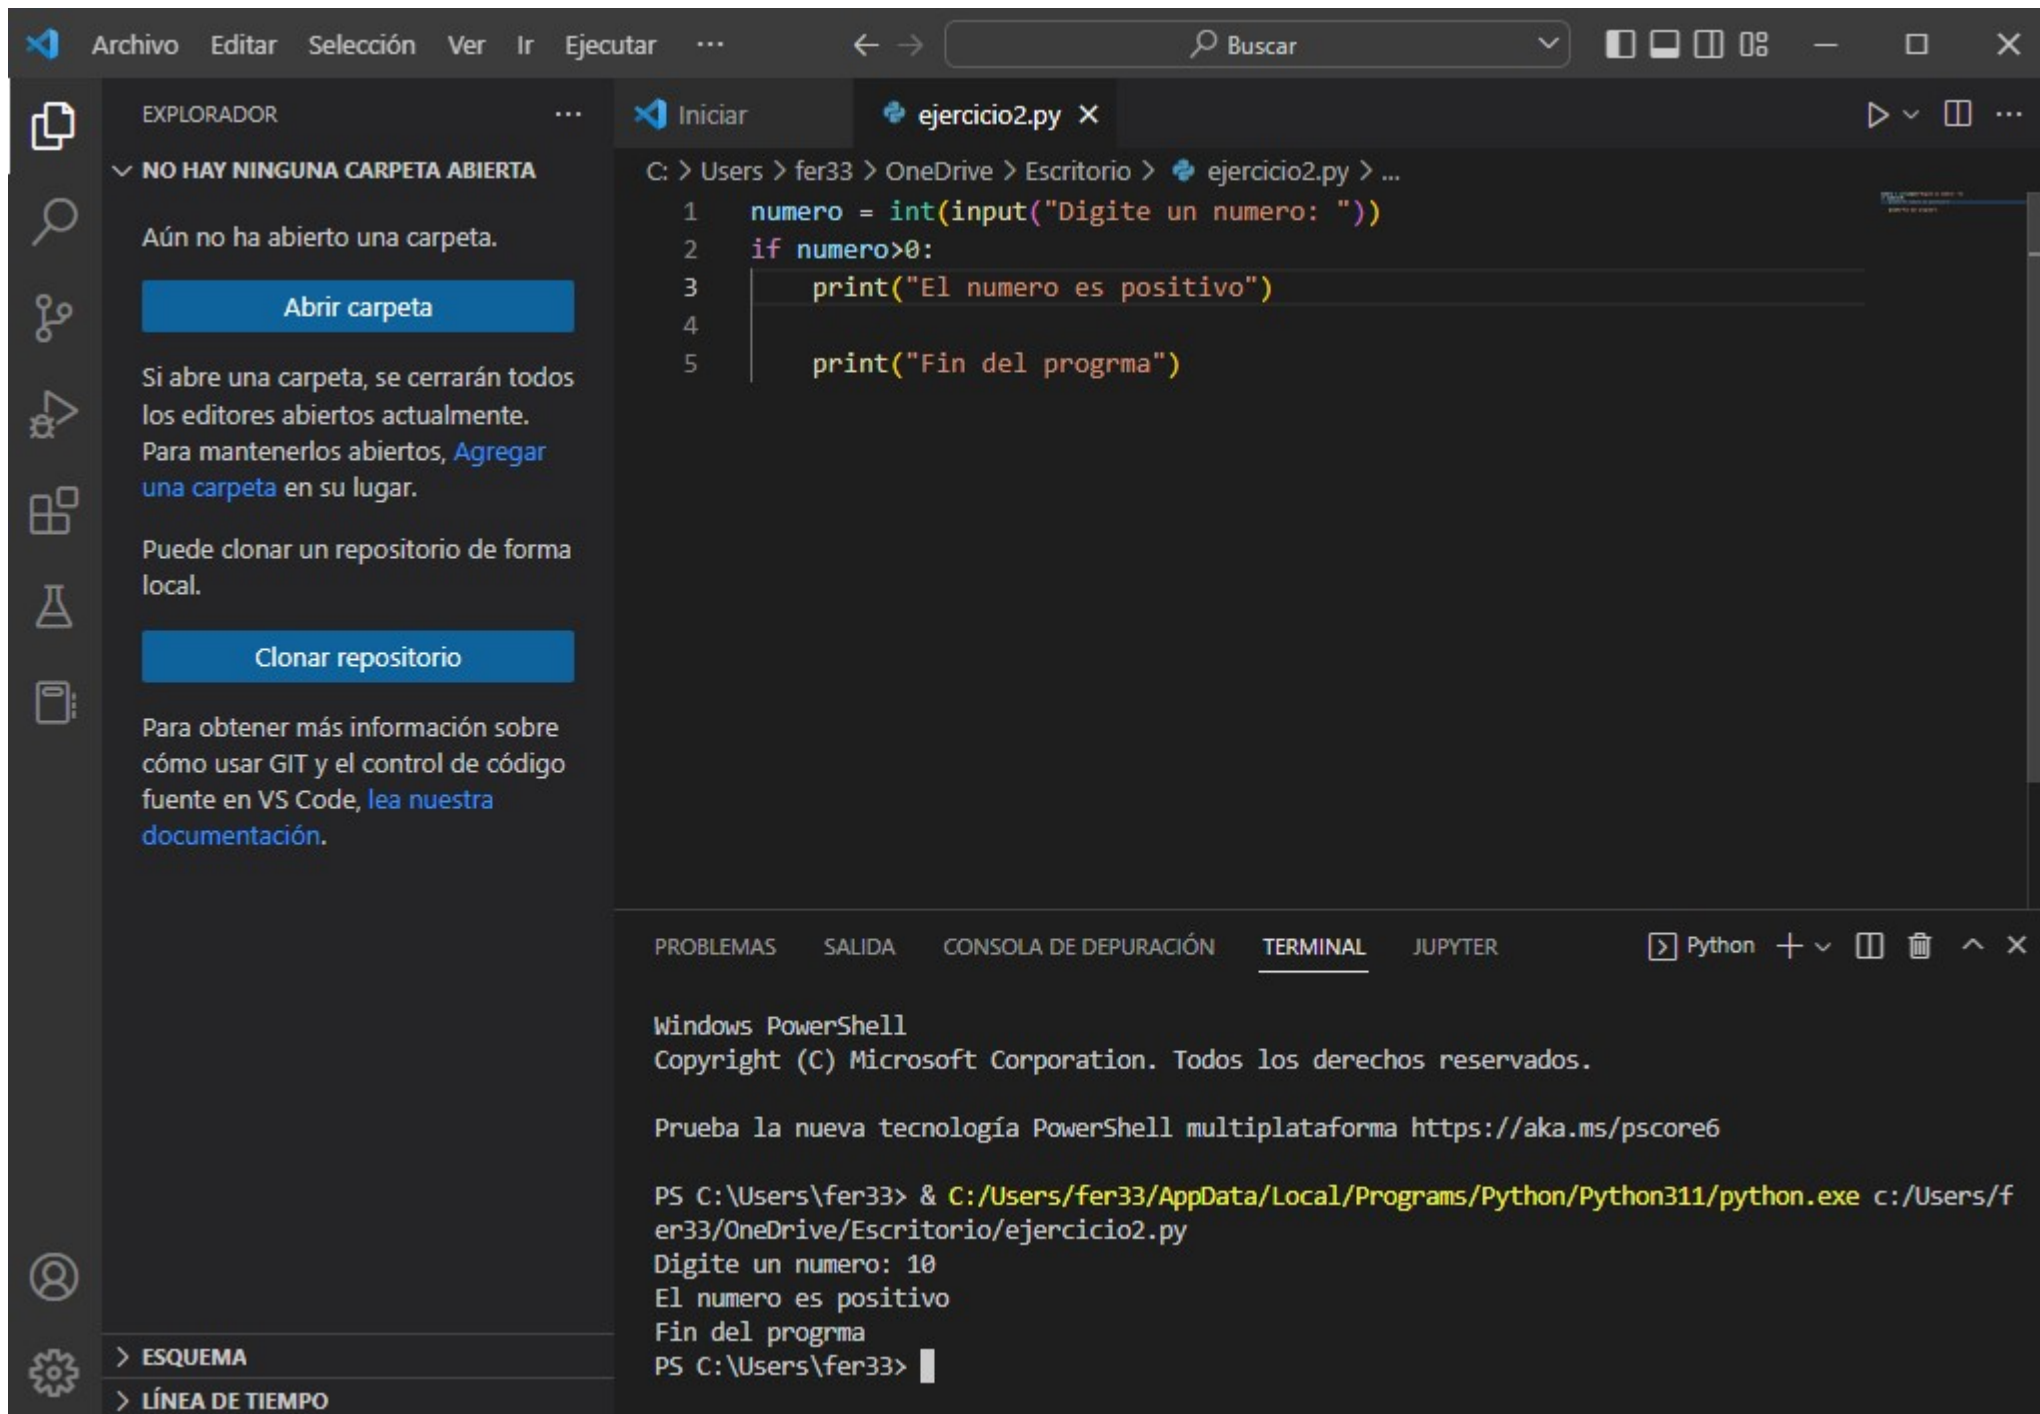 Archivo Editar Selección Ver Ir Ejecutar ··· Buscar
EXPLORADOR ···
NO HAY NINGUNA CARPETA ABIERTA
Aún no ha abierto una carpeta.
Abrir carpeta
Si abre una carpeta, se cerrarán todos
los editores abiertos actualmente.
Para mantenerlos abiertos, Agregar
una carpeta en su lugar.
Puede clonar un repositorio de forma
local.
Clonar repositorio
Para obtener más información sobre
cómo usar GIT y el control de código
fuente en VS Code, lea nuestra
documentación.
ESQUEMA
LÍNEA DE TIEMPO
Iniciar ejercicio2.py
C: > Users > fer33 > OneDrive > Escritorio > ejercicio2.py > ...
1 numero = int(input("Digite un numero: "))
2 if numero>0:
3 print("El numero es positivo")
4
5 print("Fin del progrma")
PROBLEMAS SALIDA CONSOLA DE DEPURACIÓN TERMINAL JUPYTER Python
Windows PowerShell
Copyright (C) Microsoft Corporation. Todos los derechos reservados.
Prueba la nueva tecnología PowerShell multiplataforma https://aka.ms/pscore6
PS C:\Users\fer33> & C:/Users/fer33/AppData/Local/Programs/Python/Python311/python.exe c:/Users/f
er33/OneDrive/Escritorio/ejercicio2.py
Digite un numero: 10
El numero es positivo
Fin del progrma
PS C:\Users\fer33>